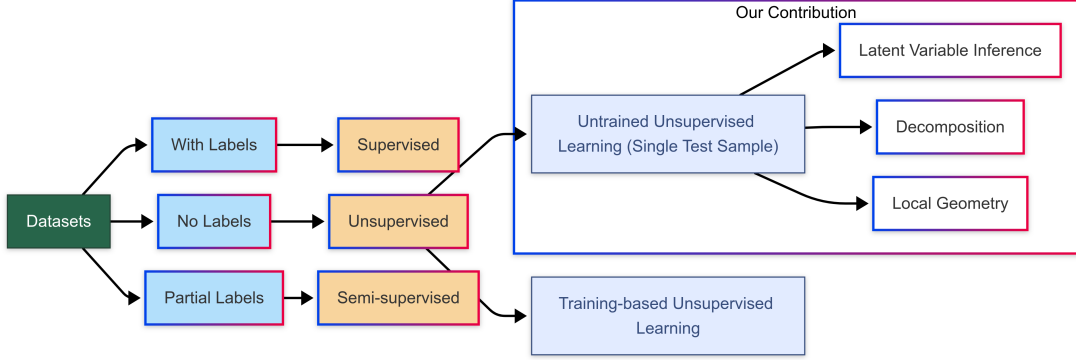 Our Contribution
Latent Variable Inference
Untrained Unsupervised
Learning (Single Test Sample)
Decomposition
With Labels
Supervised
Local Geometry
Datasets
No Labels
Unsupervised
Partial Labels
Semi-supervised
Training-based Unsupervised
Learning